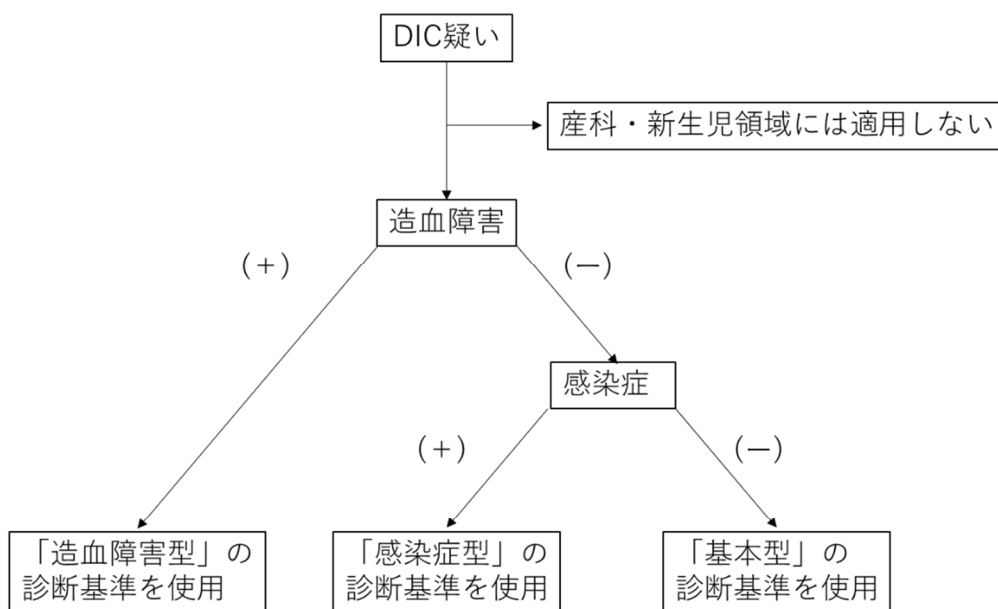 DIC疑い
産科・新生児領域には適用しない
造血障害
(+)
(ー)
感染症
(+)
(ー)
「造血障害型」の
診断基準を使用
「感染症型」の
診断基準を使用
「基本型」の
診断基準を使用